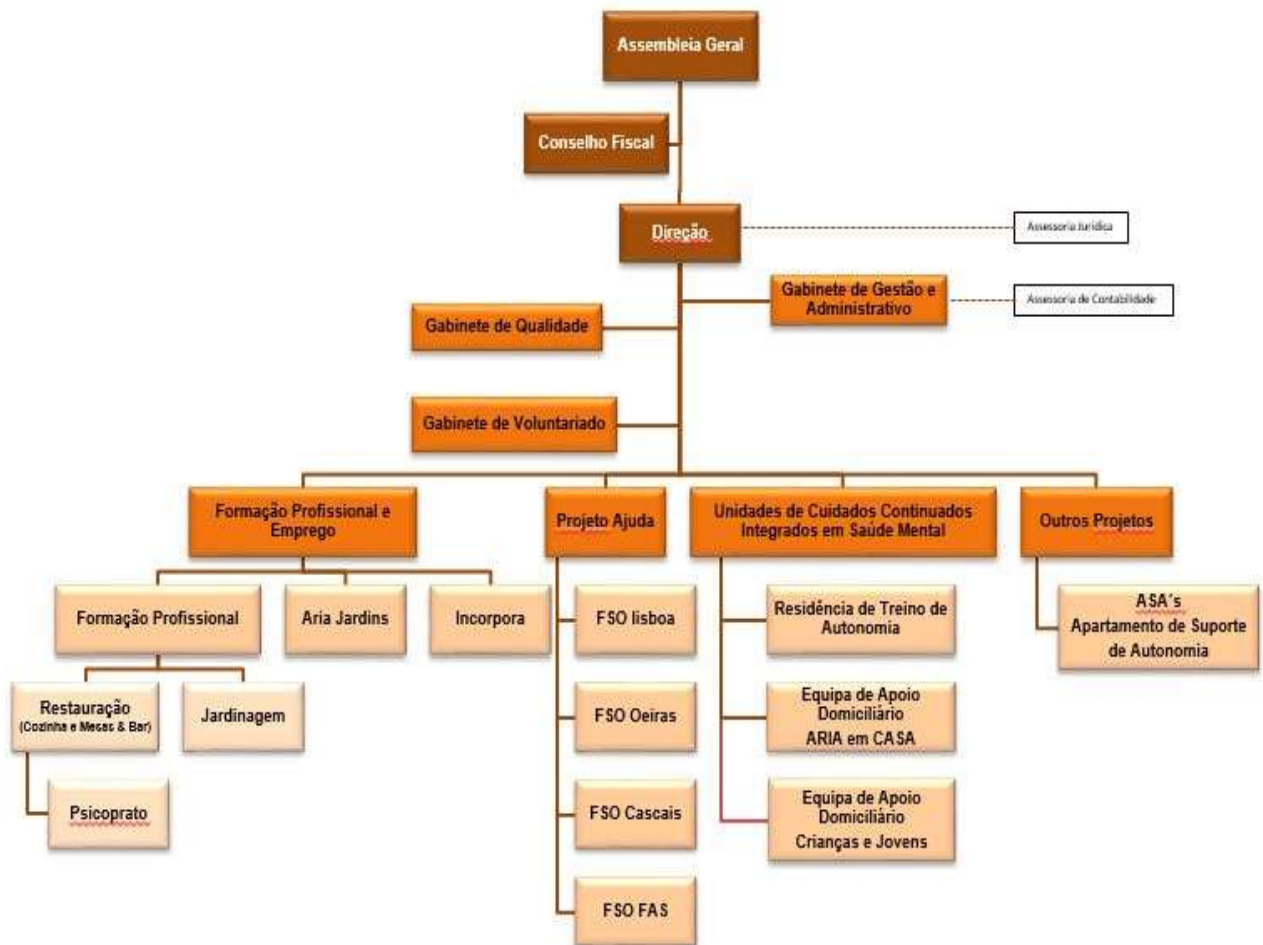 Assembleia Geral
Conselho Fiscal
Direção
Assessoria Jurídica
Gabinete de Gestão e
Administrativo
Assessoria de Contabilidade
Gabinete de Qualidade
Gabinete de Voluntariado
Formação Profissional e
Emprego
Projeto Ajuda
Unidades de Cuidados Continuados
Integrados em Saúde Mental
Outros Projetos
Formação Profissional
Aria Jardins
Incorpora
FSO lisboa
Residência de Treino de
Autonomia
ASA´s
Apartamento de Suporte
de Autonomia
Restauração
(Cozinha e Mesas & Bar)
Jardinagem
FSO Oeiras
Equipa de Apoio
Domiciliário
ARIA em CASA
Psicoprato
FSO Cascais
Equipa de Apoio
Domiciliário
Crianças e Jovens
FSO FAS